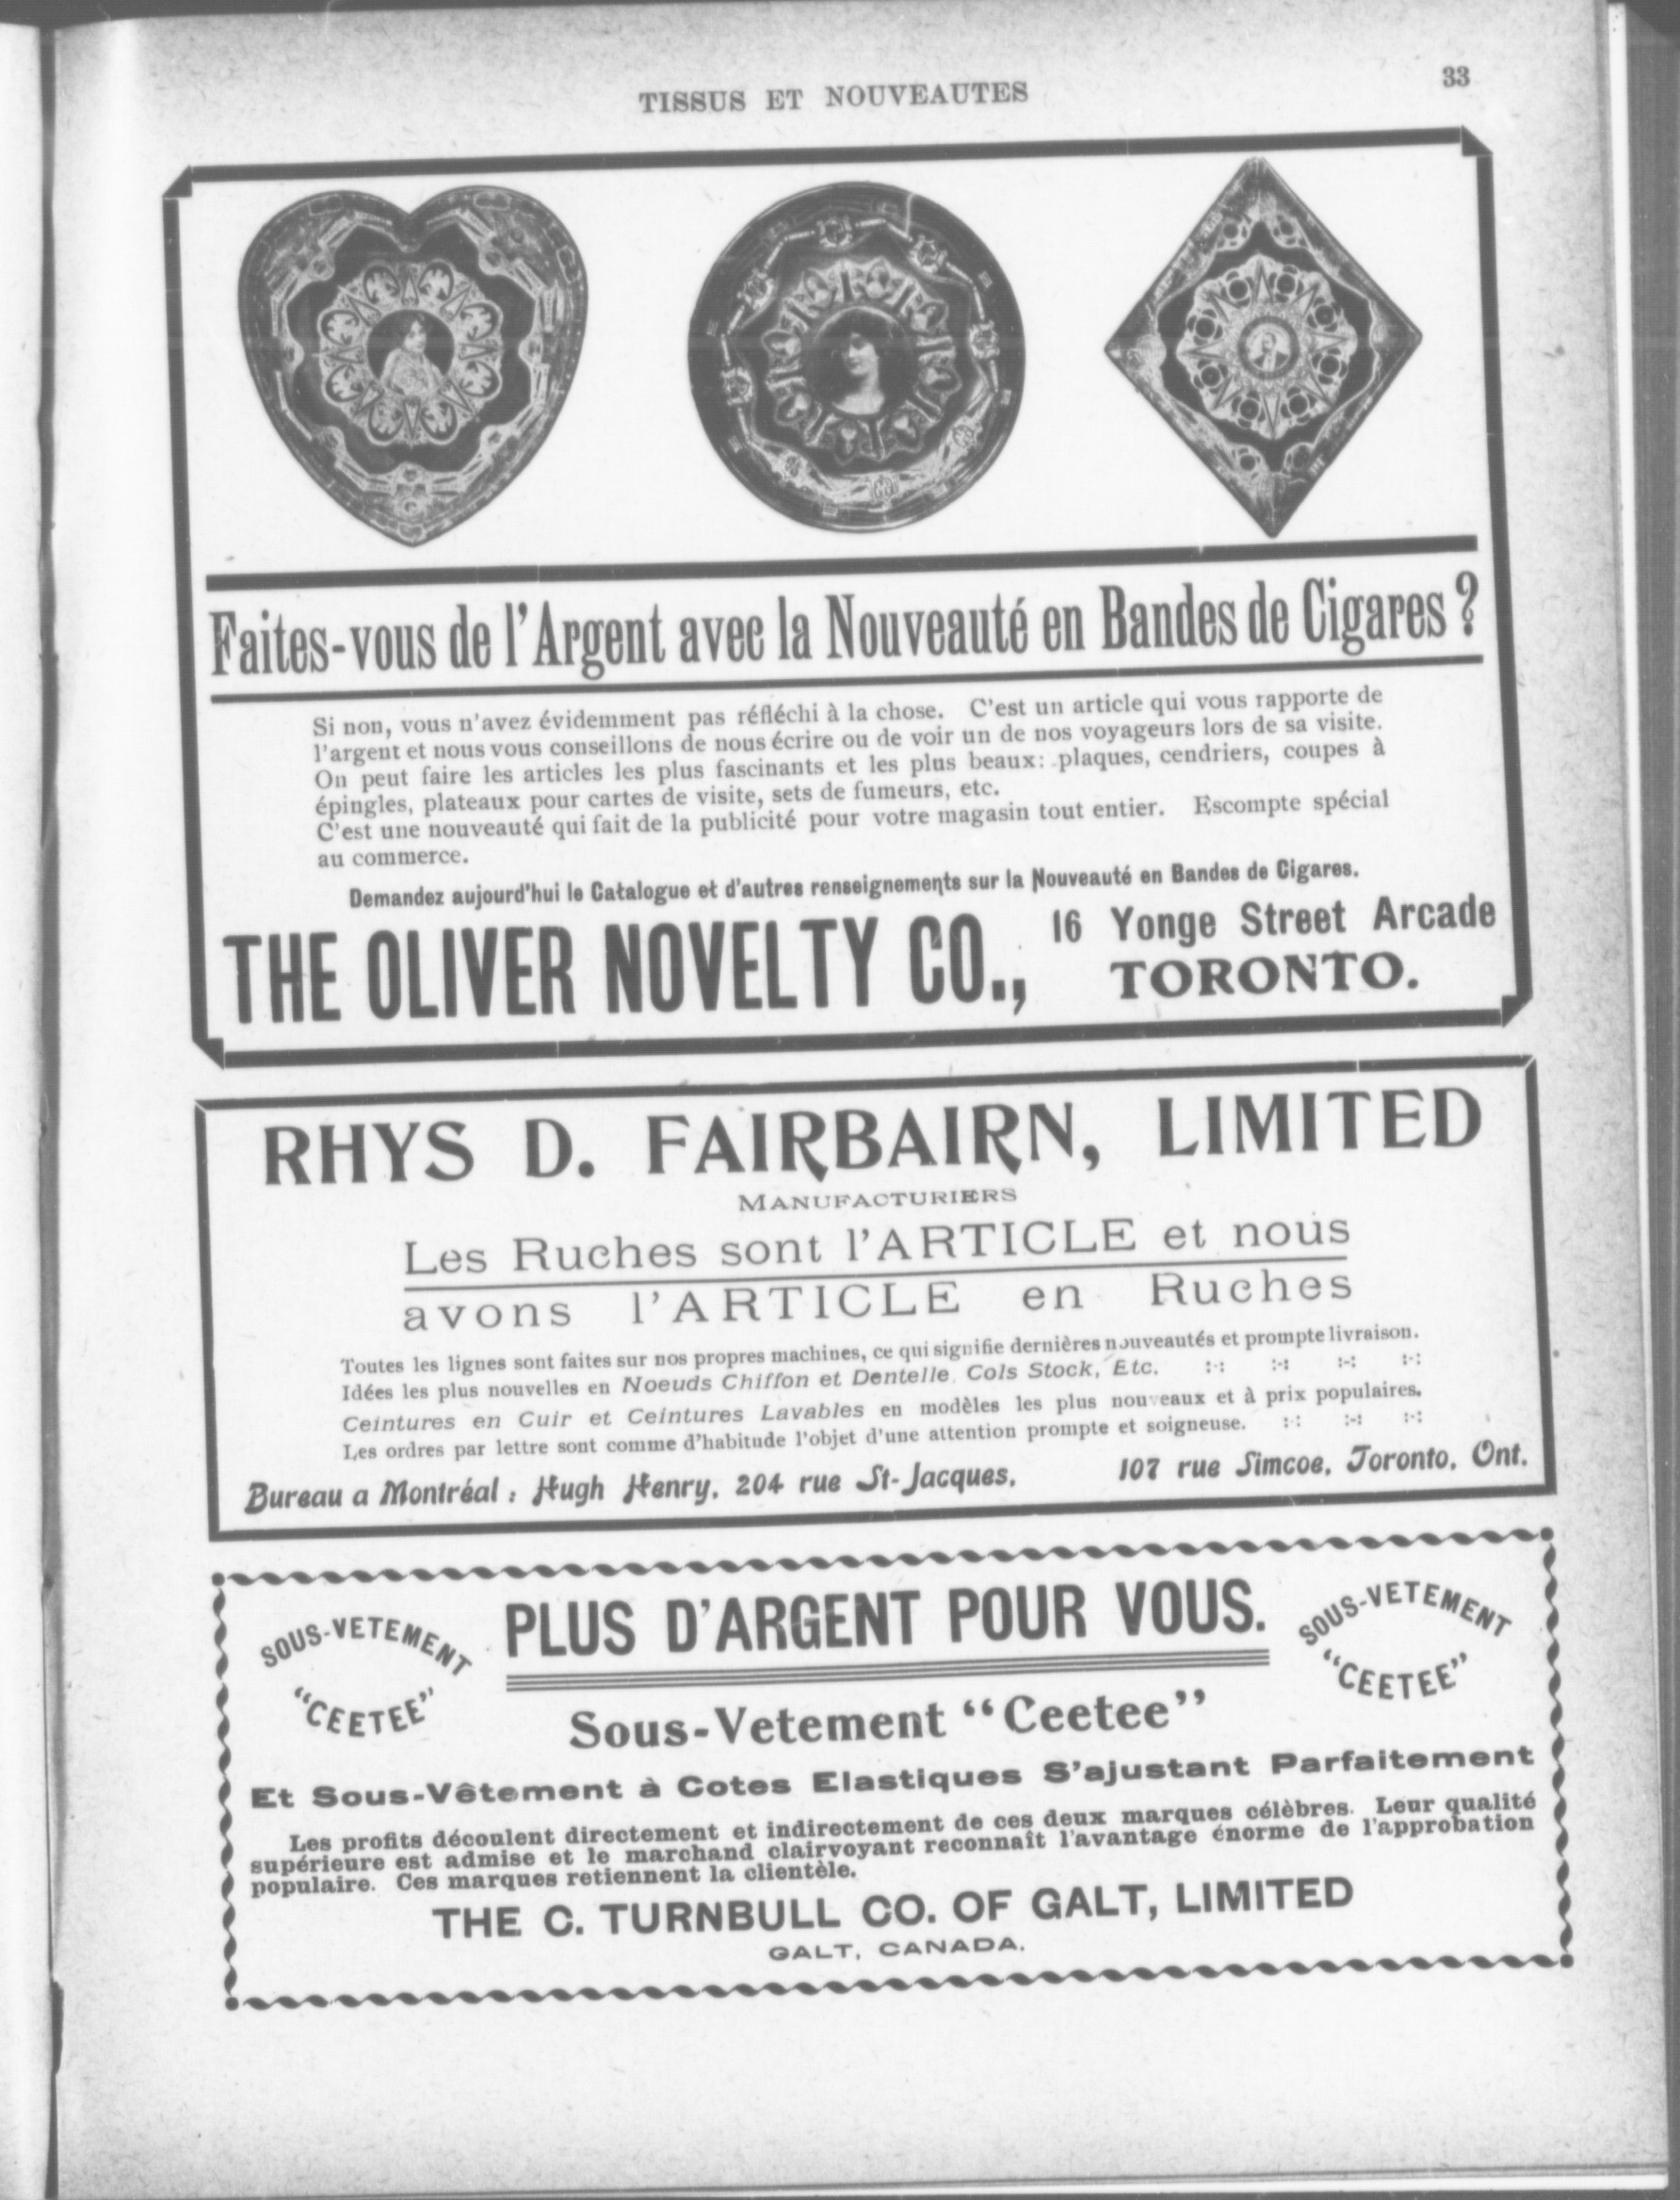 TISSUS ET NOUVEAUTES
33
Faites-vous de l'Argent avec la Nouveauté en Bandes de Cigares ?
Si non, vous n'avez évidemment pas réfléchi à la chose. C'est un article qui vous rapporte de
l'argent et nous vous conseillons de nous écrire ou de voir un de nos voyageurs lors de sa visite.
On peut faire les articles les plus fascinants et les plus beaux: plaques, cendriers, coupes à
épingles, plateaux pour cartes de visite, sets de fumeurs, etc.
C'est une nouveauté qui fait de la publicité pour votre magasin tout entier. Escompte spécial
au commerce.
Demandez aujourd'hui le Catalogue et d'autres renseignements sur la Nouveauté en Bandes de Cigares.
THE OLIVER NOVELTY CO., 16 Yonge Street Arcade
TORONTO.
RHYS D. FAIRBAIRN, LIMITED
MANUFACTURIERS
Les Ruches sont l'ARTICLE et nous
avons l'ARTICLE en Ruches
Toutes les lignes sont faites sur nos propres machines, ce qui signifie dernières nouveautés et prompte livraison.
Idées les plus nouvelles en Noeuds Chiffon et Dentelle, Cols Stock, Etc. :-: :-: :-: :-:
Ceintures en Cuir et Ceintures Lavables en modèles les plus nouveaux et à prix populaires.
Les ordres par lettre sont comme d'habitude l'objet d'une attention prompte et soigneuse. :-: :-: :-:
Bureau a Montréal : Hugh Henry, 204 rue St-Jacques, 107 rue Simcoe, Toronto, Ont.
SOUS-VETEMENT
"CEETEE"
PLUS D'ARGENT POUR VOUS.
SOUS-VETEMENT
"CEETEE"
Sous-Vetement "Ceetee"
Et Sous-Vêtement à Cotes Elastiques S'ajustant Parfaitement
Les profits découlent directement et indirectement de ces deux marques célèbres. Leur qualité
supérieure est admise et le marchand clairvoyant reconnaît l'avantage énorme de l'approbation
populaire. Ces marques retiennent la clientèle.
THE C. TURNBULL CO. OF GALT, LIMITED
GALT, CANADA.